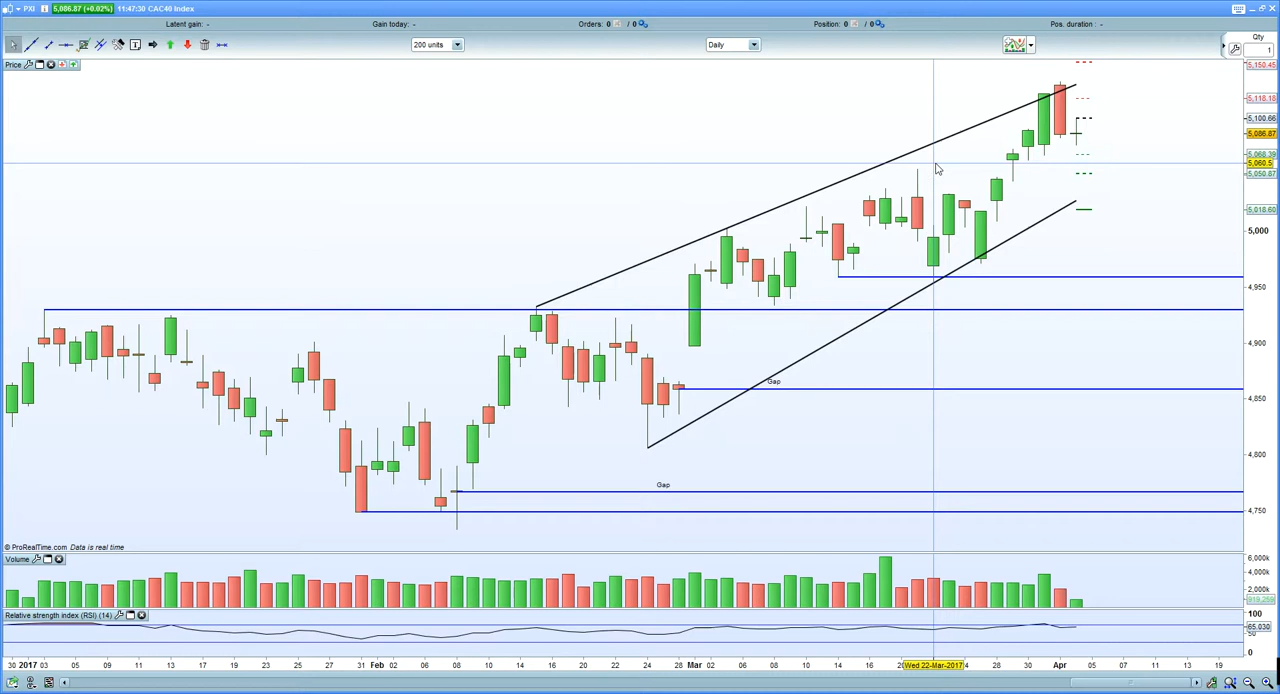 PXI 5,086.87 (+0.02%) 11:47:30 CAC40 Index
Latent gain: - Gain today: - Orders: 0 / 0 Position: 0 / 0 Pos. duration : -
200 units Daily Qty
1
Price
5,150.45
5,118.18
5,100.66
5,086.87
5,068.39
5,060.5
5,050.87
5,018.60
5,000
4,950
4,900
Gap
4,850
4,800
Gap
4,750
© ProRealTime.com Data is real time
Volume
6,000k
4,000k
2,000k
Relative strength index (RSI) (14)
100
65.030
50
0
30 2017 03 05 09 11 13 17 19 23 25 27 31 Feb 02 06 08 10 14 16 20 22 24 28 Mar 02 06 08 10 14 16 Wed 22-Mar-2017 28 30 Apr 05 07 11 13 19